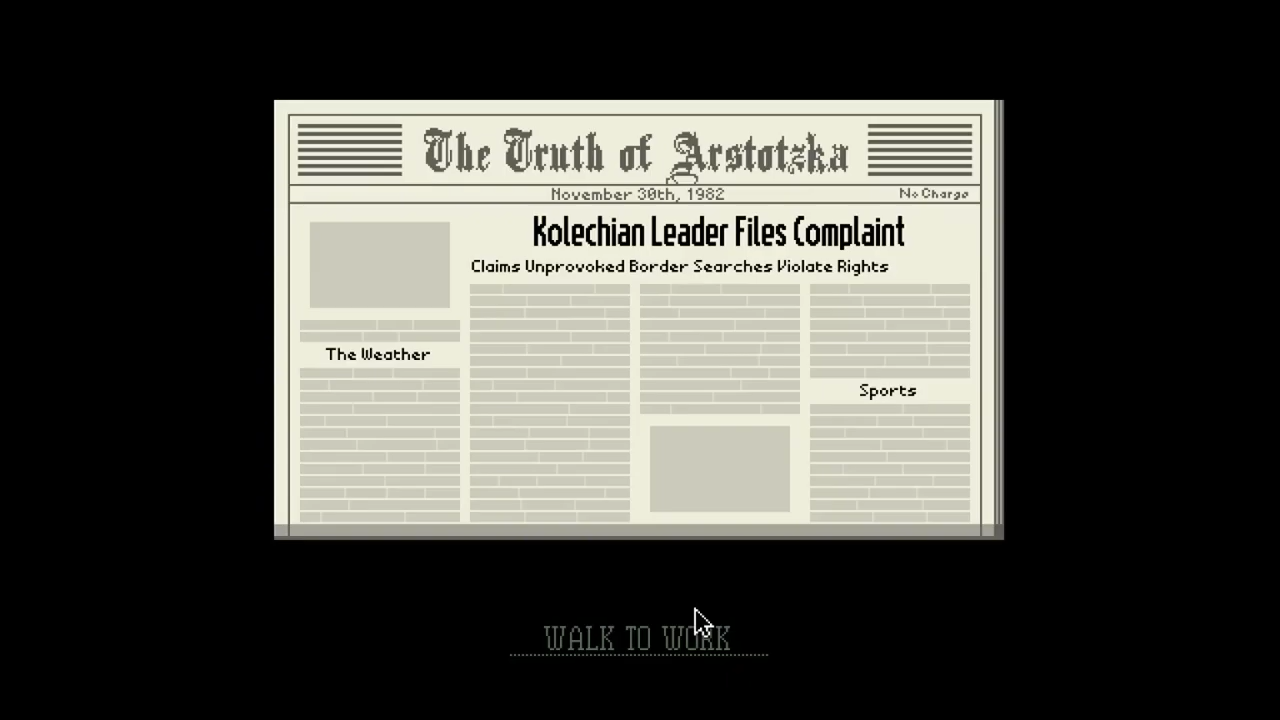 The Truth of Arstotzka
November 30th, 1982
No Charge
Kolechian Leader Files Complaint
Claims Unprovoked Border Searches Violate Rights
The Weather
Sports
WALK TO WORK